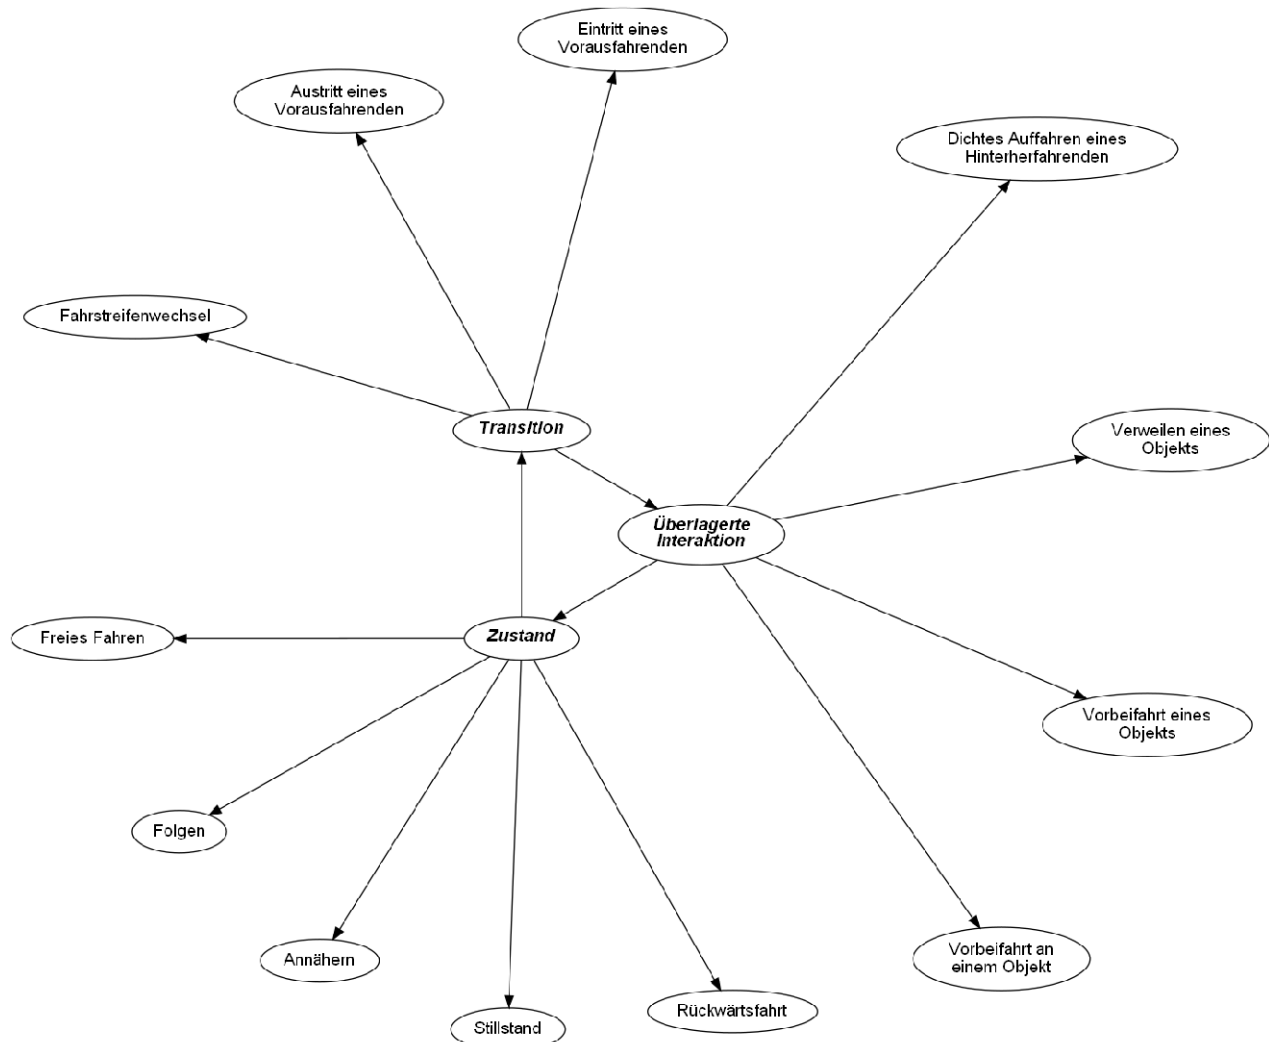 Eintritt eines
Vorausfahrenden
Austritt eines
Vorausfahrenden
Dichtes Auffahren eines
Hinterherfahrenden
Fahrstreifenwechsel
Transition
Verweilen eines
Objekts
Überlagerte
Interaktion
Freies Fahren
Zustand
Vorbeifahrt eines
Objekts
Folgen
Annähern
Vorbeifahrt an
einem Objekt
Rückwärtsfahrt
Stillstand